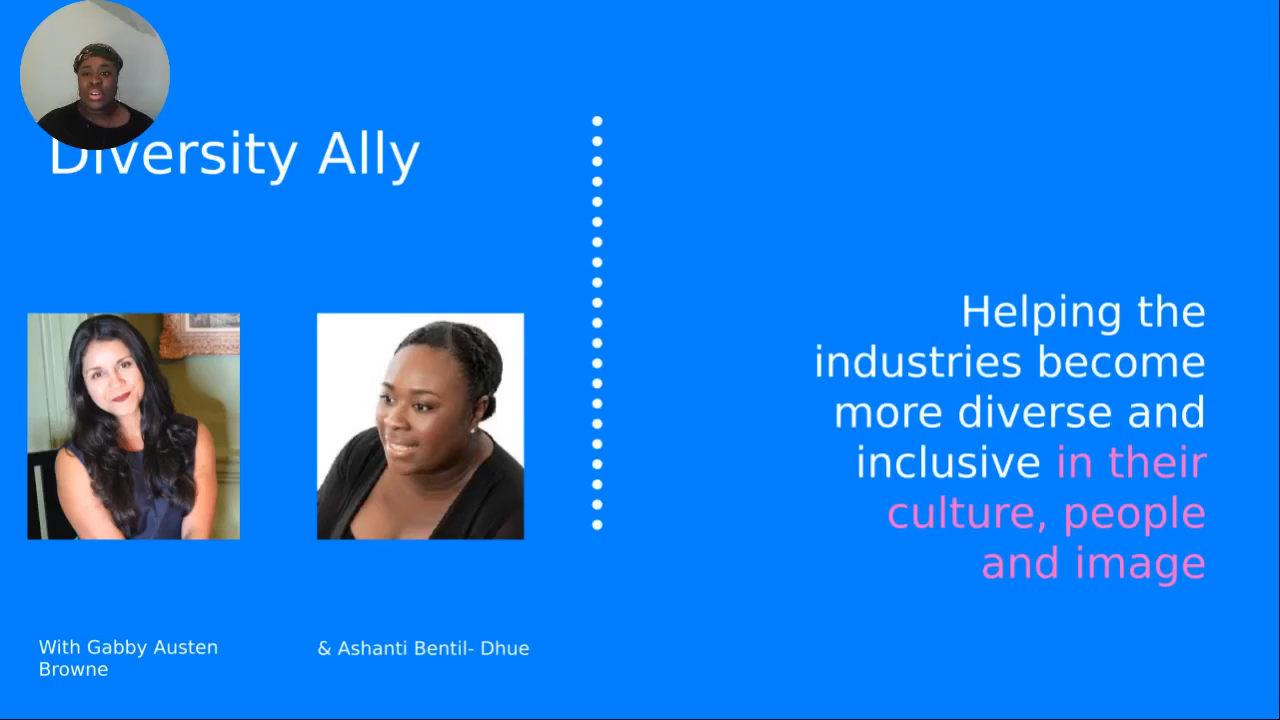 Diversity Ally
Helping the
industries become
more diverse and
inclusive in their
culture, people
and image
With Gabby Austen
Browne
& Ashanti Bentil- Dhue